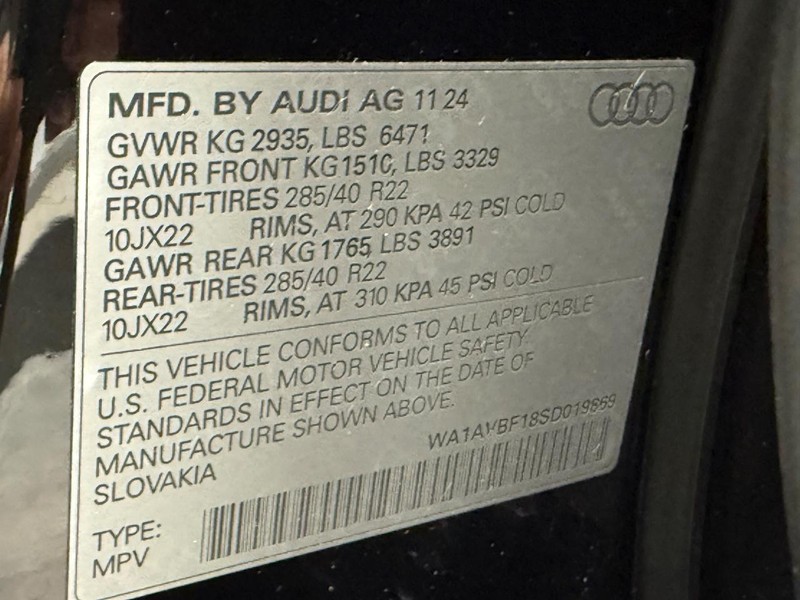 MFD. BY AUDI AG 11 24
GVWR KG 2935, LBS 6471
GAWR FRONT KG1510, LBS 3329
FRONT-TIRES 285/40 R22
10JX22 RIMS, AT 290 KPA 42 PSI COLD
GAWR REAR KG 1765, LBS 3891
REAR-TIRES 285/40 R22
10JX22 RIMS, AT 310 KPA 45 PSI COLD
THIS VEHICLE CONFORMS TO ALL APPLICABLE
U.S. FEDERAL MOTOR VEHICLE SAFETY
STANDARDS IN EFFECT ON THE DATE OF
MANUFACTURE SHOWN ABOVE.
SLOVAKIA
TYPE:
MPV